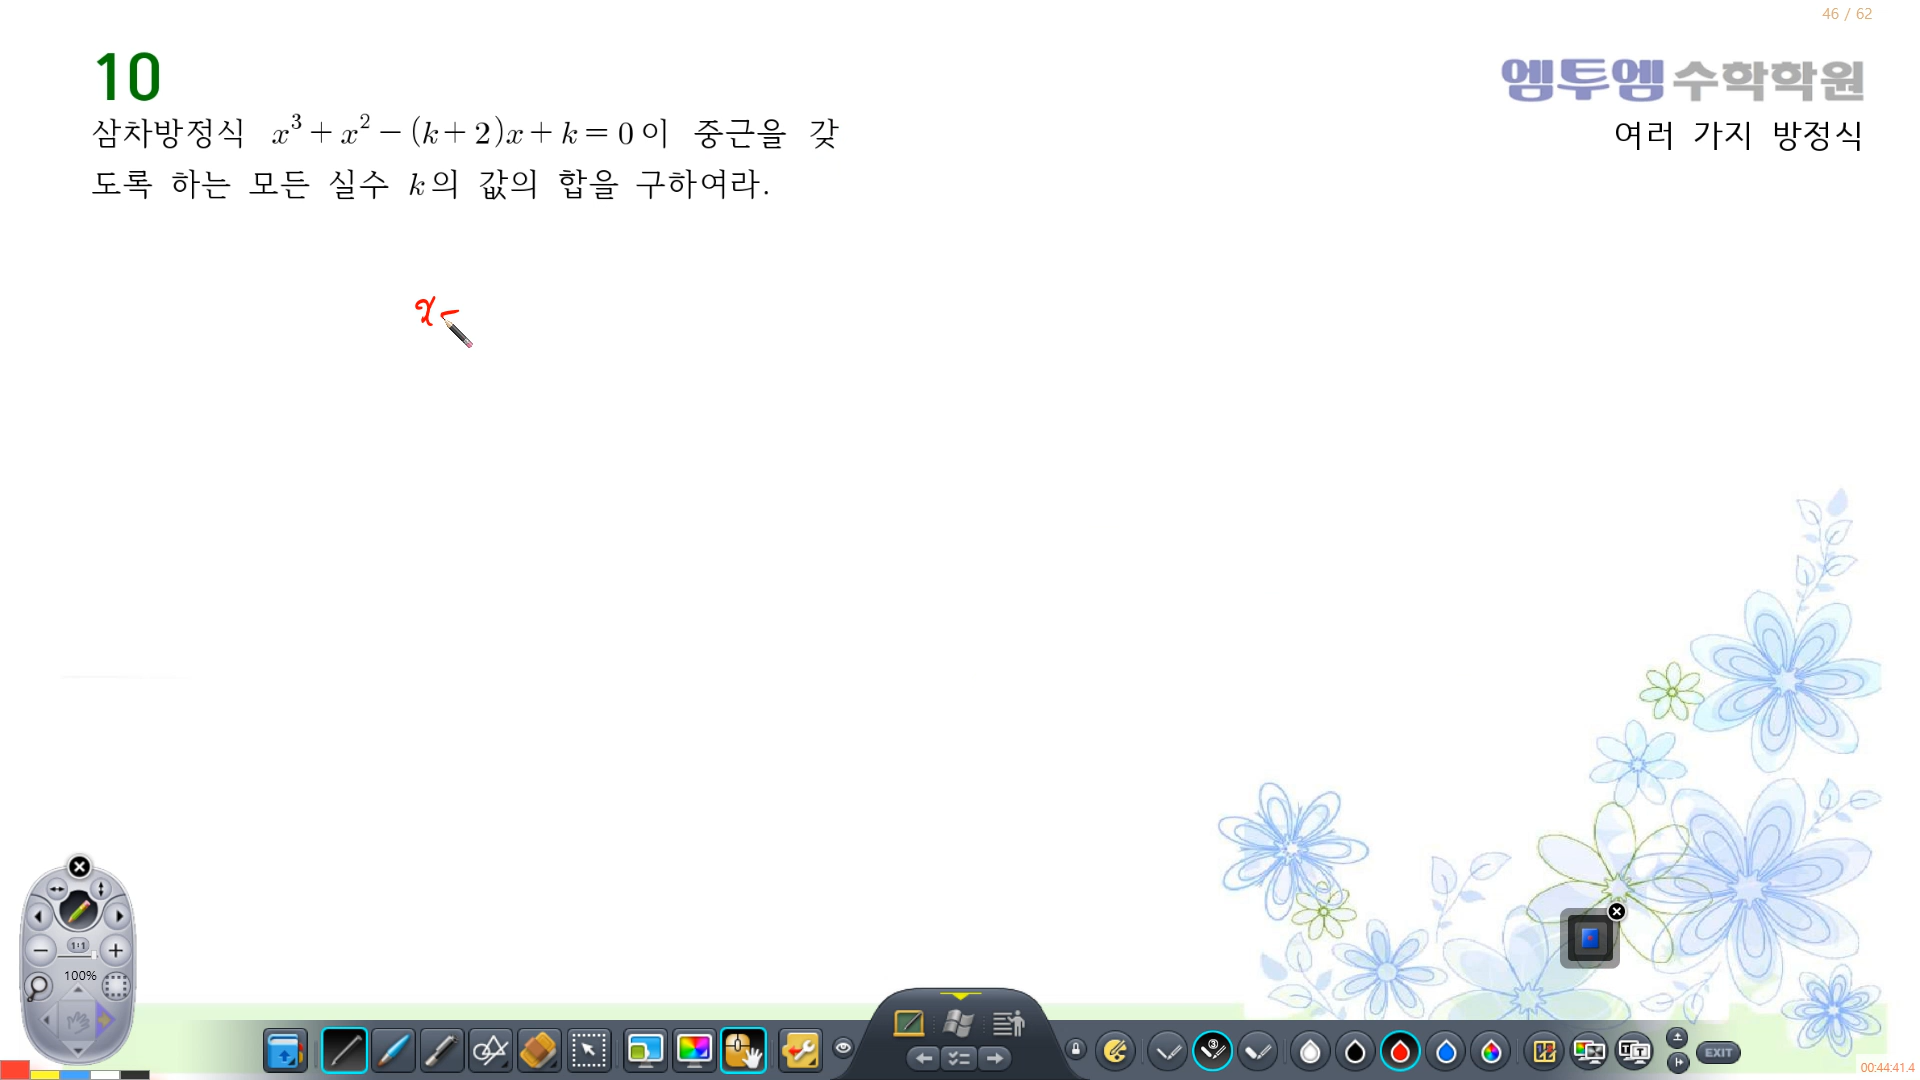 46 / 62
10
엠투엠 수학학원
여러 가지 방정식
삼차방정식 x³ + x² − (k + 2)x + k = 0 이 중근을 갖
도록 하는 모든 실수 k의 값의 합을 구하여라.
x
1:1
100%
EXIT
00:44:41.4